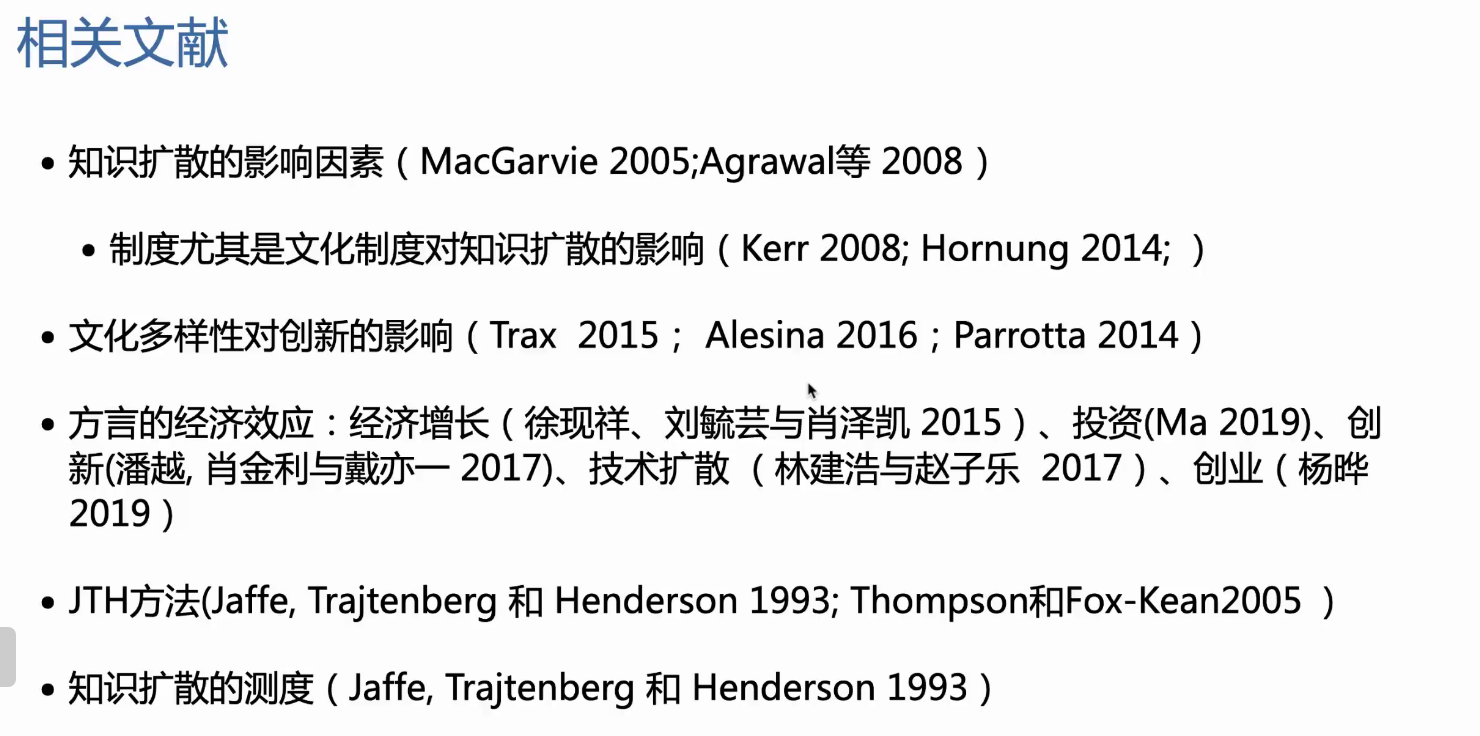 相关文献
• 知识扩散的影响因素（MacGarvie 2005;Agrawal等 2008）
• 制度尤其是文化制度对知识扩散的影响（Kerr 2008; Hornung 2014; ）
• 文化多样性对创新的影响（Trax 2015； Alesina 2016；Parrotta 2014）
• 方言的经济效应：经济增长（徐现祥、刘毓芸与肖泽凯 2015）、投资(Ma 2019)、创
新(潘越, 肖金利与戴亦一 2017)、技术扩散 （林建浩与赵子乐 2017）、创业（杨晔
2019）
• JTH方法(Jaffe, Trajtenberg 和 Henderson 1993; Thompson和Fox-Kean2005 ）
• 知识扩散的测度（Jaffe, Trajtenberg 和 Henderson 1993）